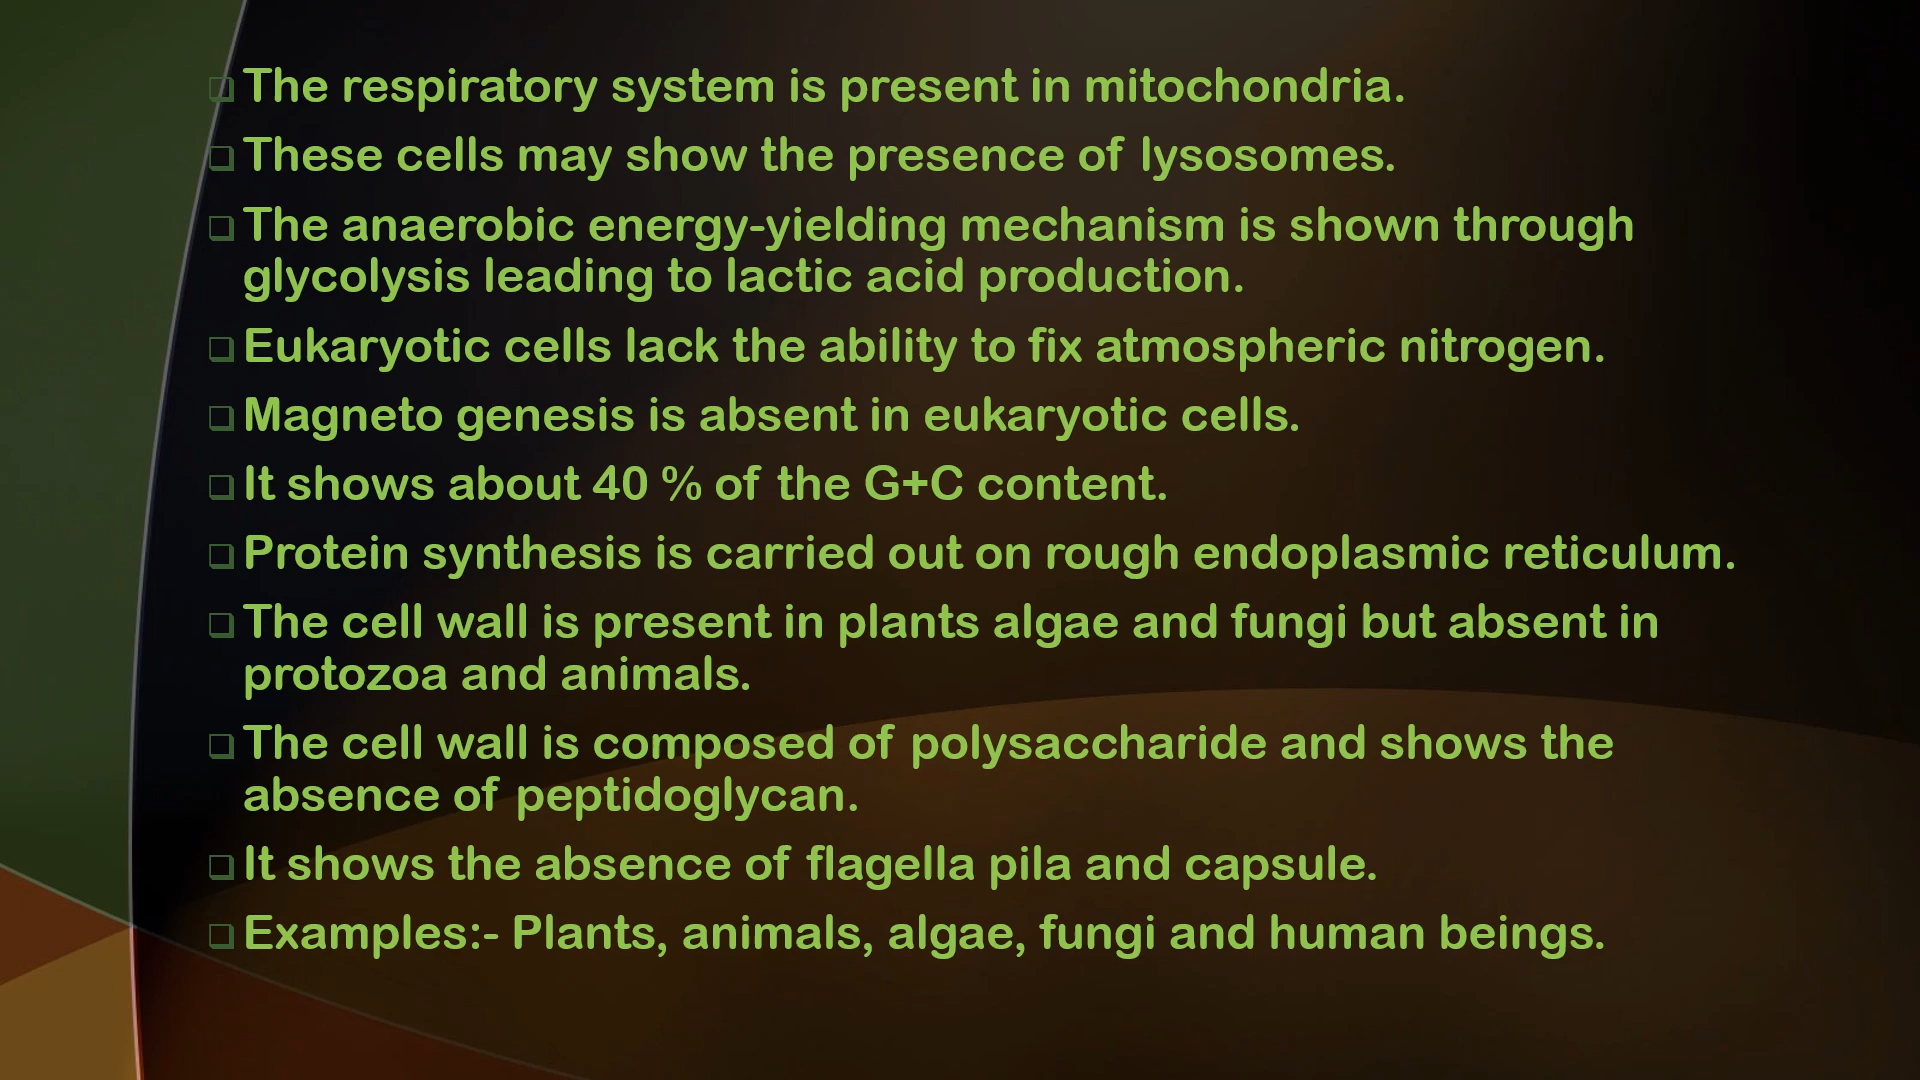 The respiratory system is present in mitochondria.
These cells may show the presence of lysosomes.
The anaerobic energy-yielding mechanism is shown through
glycolysis leading to lactic acid production.
Eukaryotic cells lack the ability to fix atmospheric nitrogen.
Magneto genesis is absent in eukaryotic cells.
It shows about 40 % of the G+C content.
Protein synthesis is carried out on rough endoplasmic reticulum.
The cell wall is present in plants algae and fungi but absent in
protozoa and animals.
The cell wall is composed of polysaccharide and shows the
absence of peptidoglycan.
It shows the absence of flagella pila and capsule.
Examples:- Plants, animals, algae, fungi and human beings.